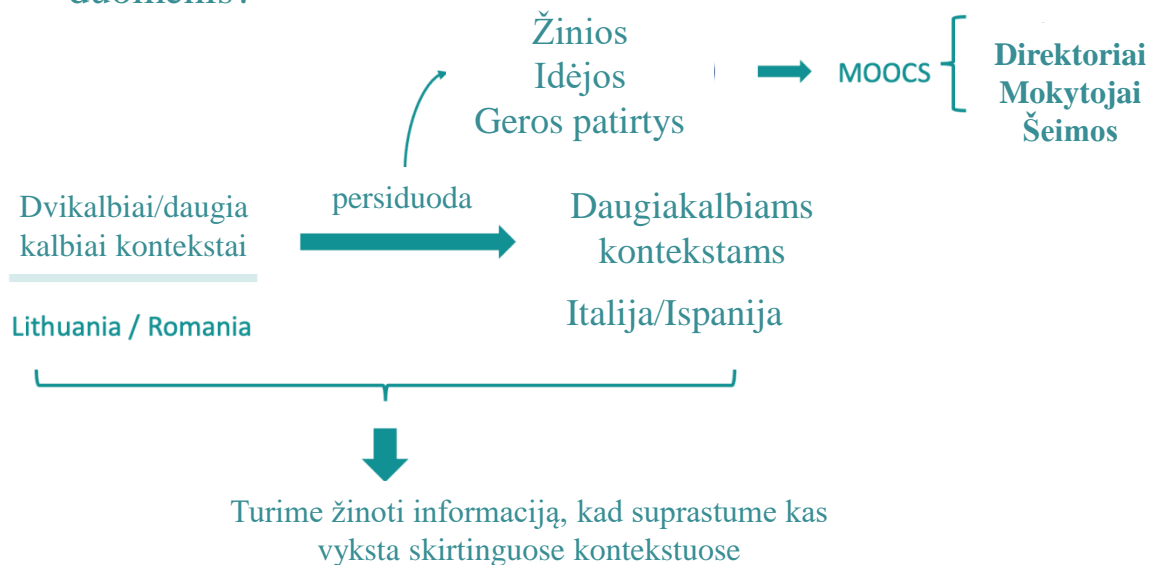 Žinios
Idėjos
Geros patirtys
MOOCS
Direktoriai
Mokytojai
Šeimos
Dvikalbiai/daugia
kalbiai kontekstai
persiduoda
Daugiakalbiams
kontekstams
Lithuania / Romania
Italija/Ispanija
Turime žinoti informaciją, kad suprastume kas
vyksta skirtinguose kontekstuose